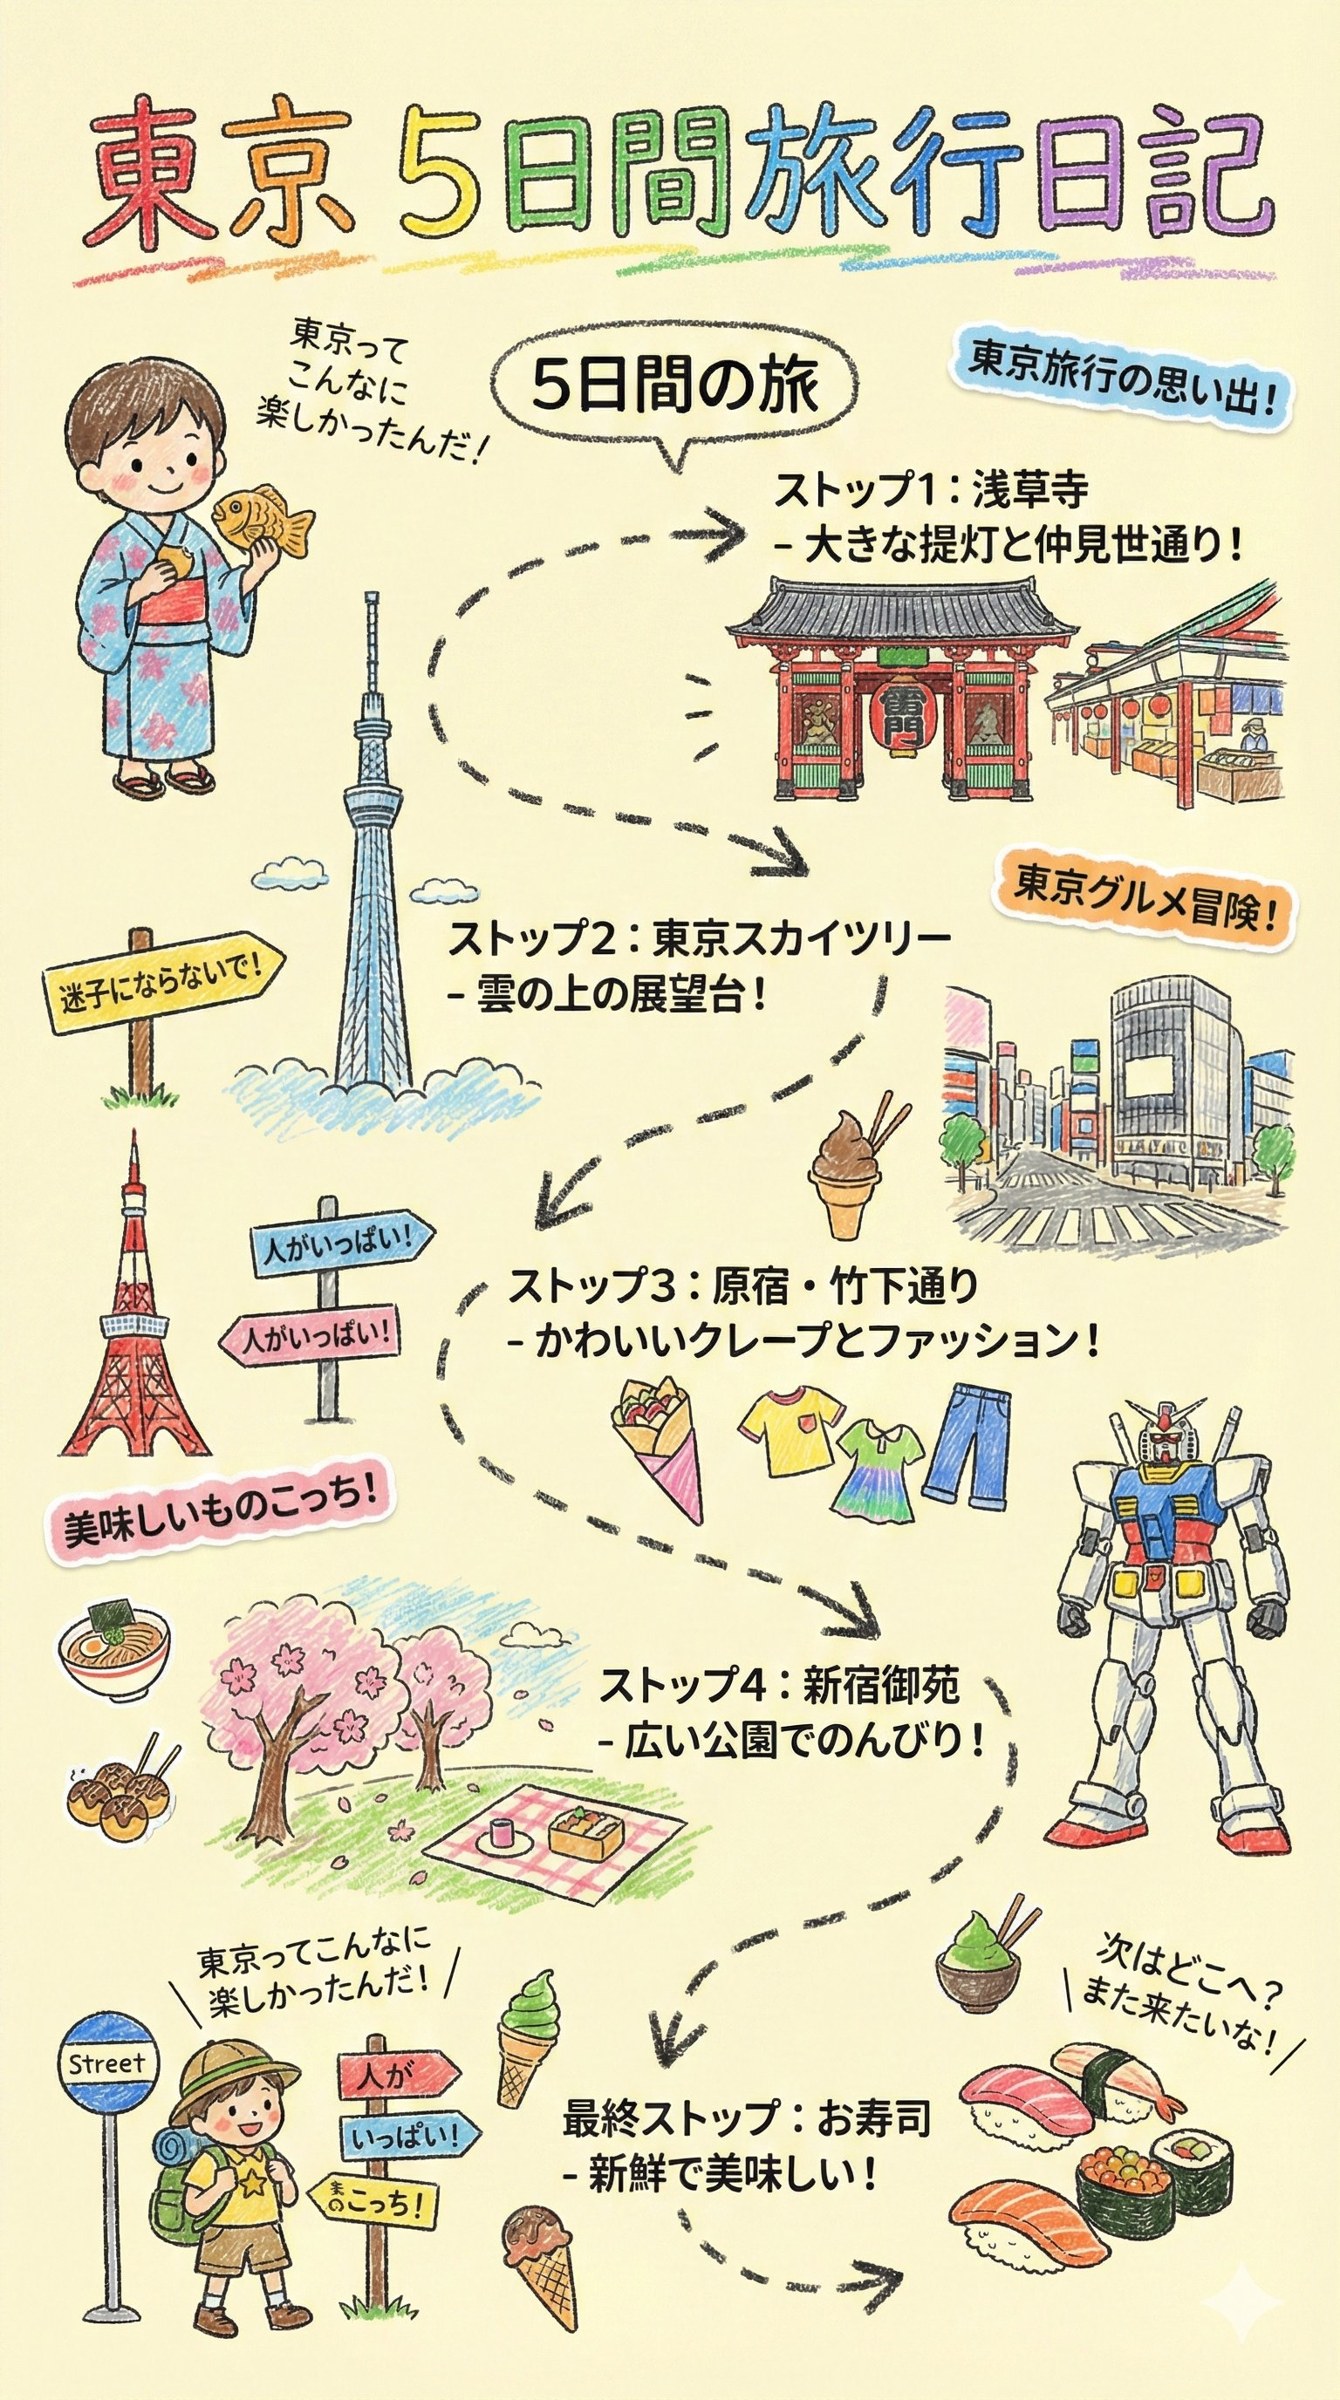 東京 5日間旅行日記
東京って
こんなに
楽しかったんだ！
5日間の旅
東京旅行の思い出！
ストップ1：浅草寺
- 大きな提灯と仲見世通り！
雷門
東京グルメ冒険！
ストップ2：東京スカイツリー
- 雲の上の展望台！
迷子にならないで！
人がいっぱい！
人がいっぱい！
ストップ3：原宿・竹下通り
- かわいいクレープとファッション！
美味しいものこっち！
ストップ4：新宿御苑
- 広い公園でのんびり！
東京ってこんなに
楽しかったんだ！
次はどこへ？
また来たいな！
Street
人が
いっぱい！
こっち！
最終ストップ：お寿司
- 新鮮で美味しい！